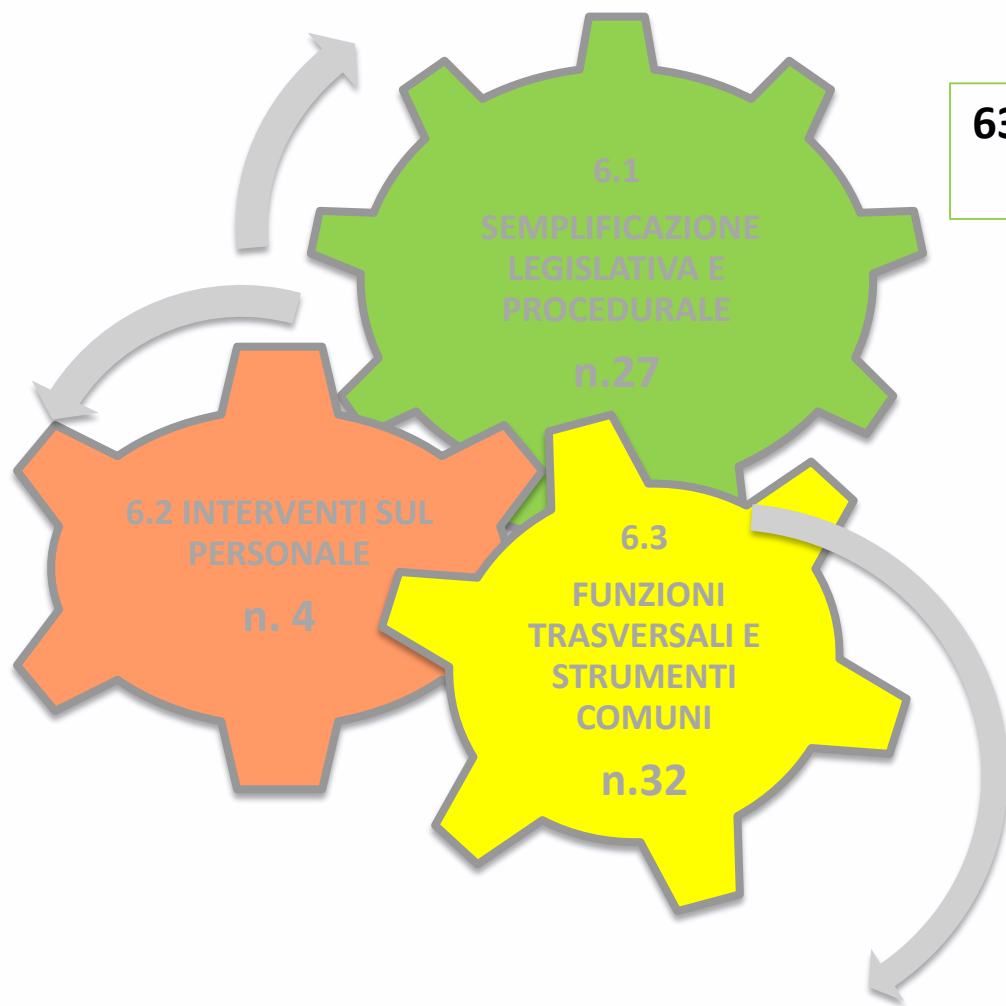 63
6.1
SEMPLIFICAZIONE
LEGISLATIVA E
PROCEDURALE
n.27
6.2 INTERVENTI SUL
PERSONALE
n. 4
6.3
FUNZIONI
TRASVERSALI E
STRUMENTI
COMUNI
n.32